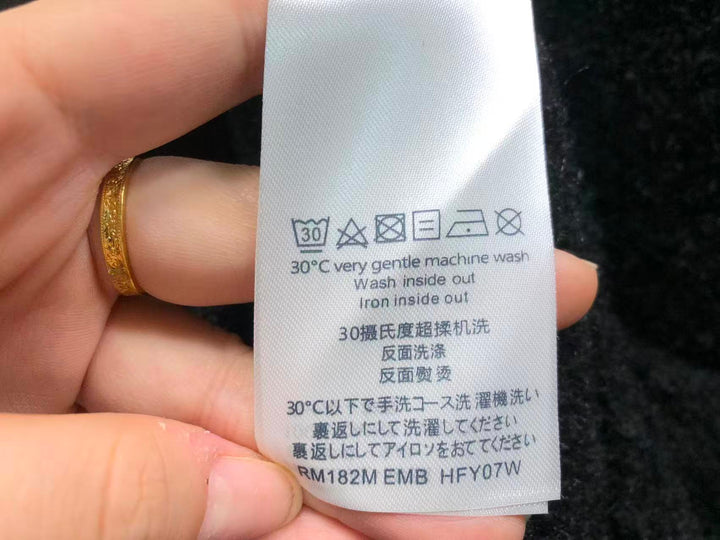 30
30°C very gentle machine wash
Wash inside out
Iron inside out
30摄氏度超揉机洗
反面洗涤
反面熨烫
30°C以下で手洗コース洗濯機洗い
裏返しにして洗濯してください
裏返しにしてアイロンをおててください
RM182M EMB HFY07W